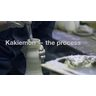 Kakiemon – the process